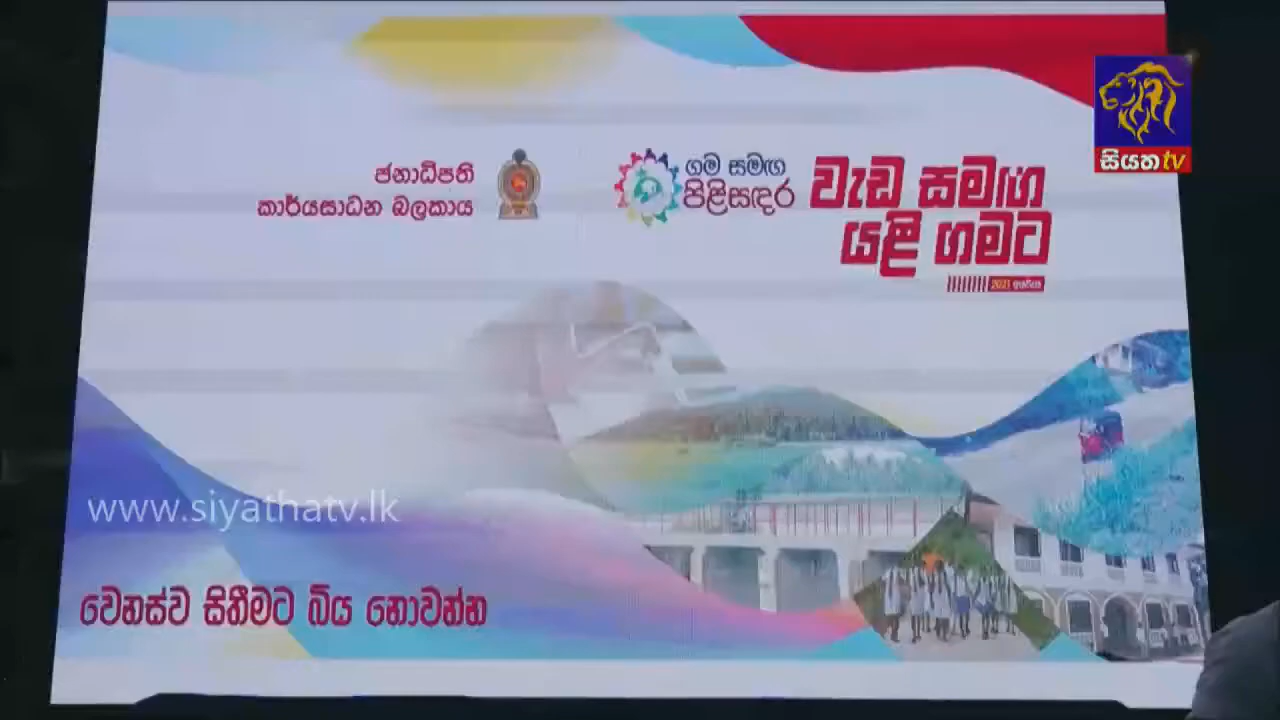 සියත tv
ජනාධිපති
කාර්යසාධන බලකාය
ගම සමඟ
පිළිසඳර
වැඩ සමඟ
යළි ගමට
2021
www.siyathatv.lk
වෙනස්ව සිතීමට බිය නොවන්න